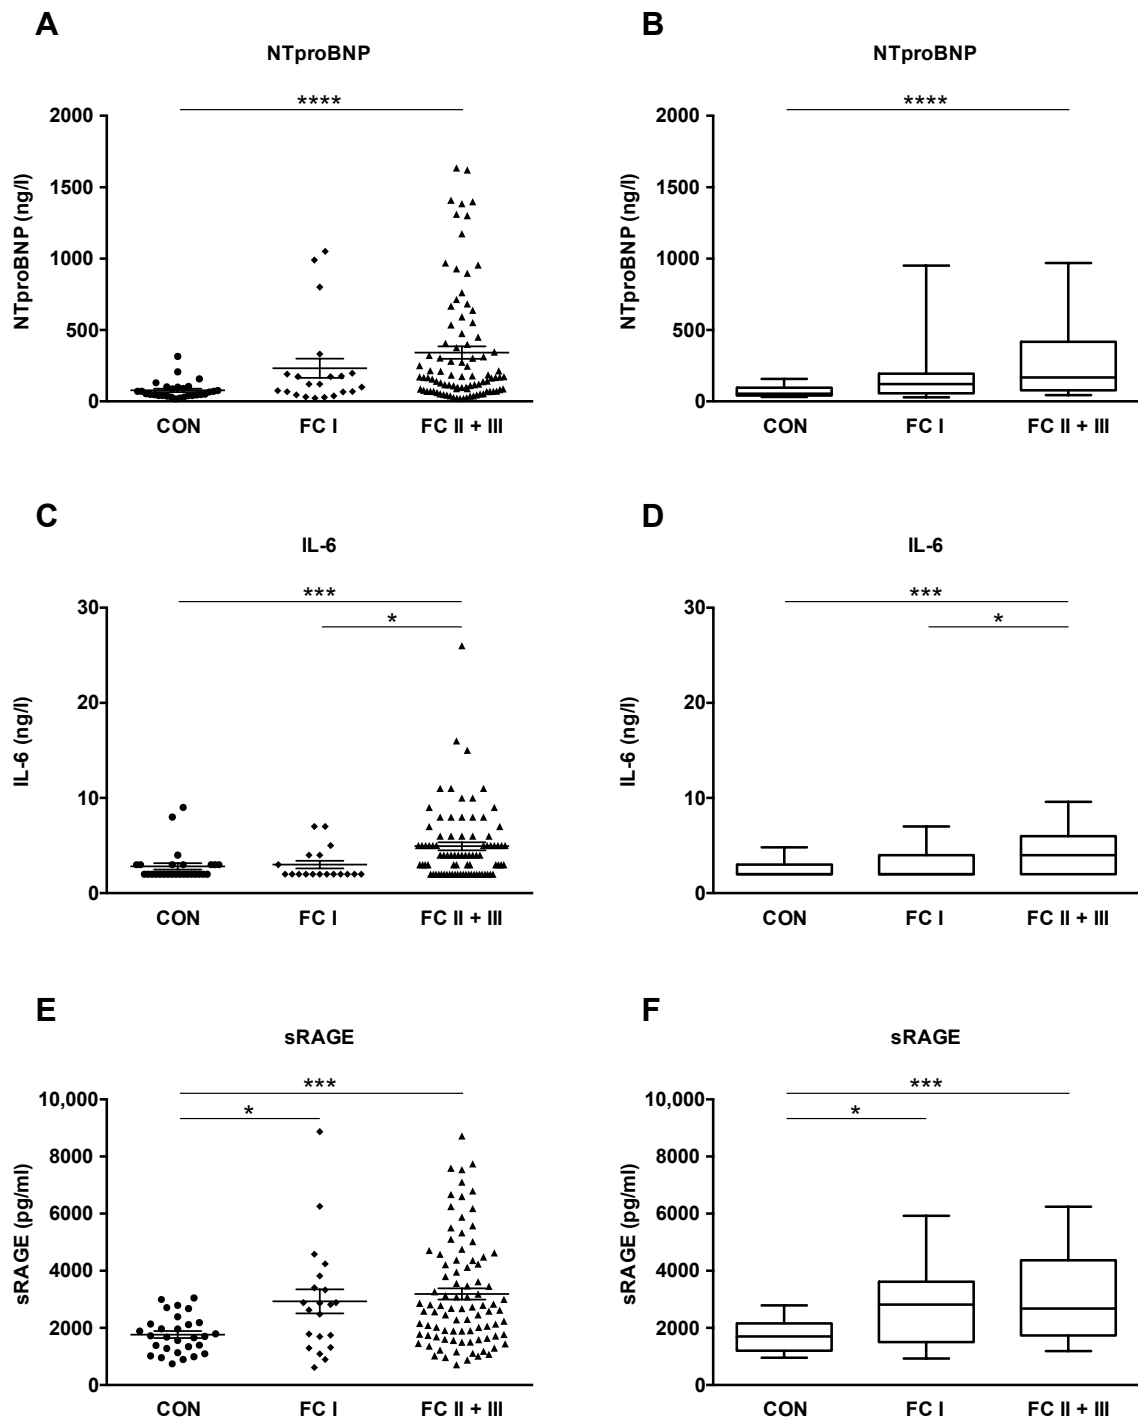 A
NTproBNP
****
NTproBNP (ng/l)
2000
1500
1000
500
0
CON
FC I
FC II + III
B
NTproBNP
****
NTproBNP (ng/l)
2000
1500
1000
500
0
CON
FC I
FC II + III
C
IL-6
***
*
IL-6 (ng/l)
30
20
10
0
CON
FC I
FC II + III
D
IL-6
***
*
IL-6 (ng/l)
30
20
10
0
CON
FC I
FC II + III
E
sRAGE
***
*
sRAGE (pg/ml)
10,000
8000
6000
4000
2000
0
CON
FC I
FC II + III
F
sRAGE
***
*
sRAGE (pg/ml)
10,000
8000
6000
4000
2000
0
CON
FC I
FC II + III